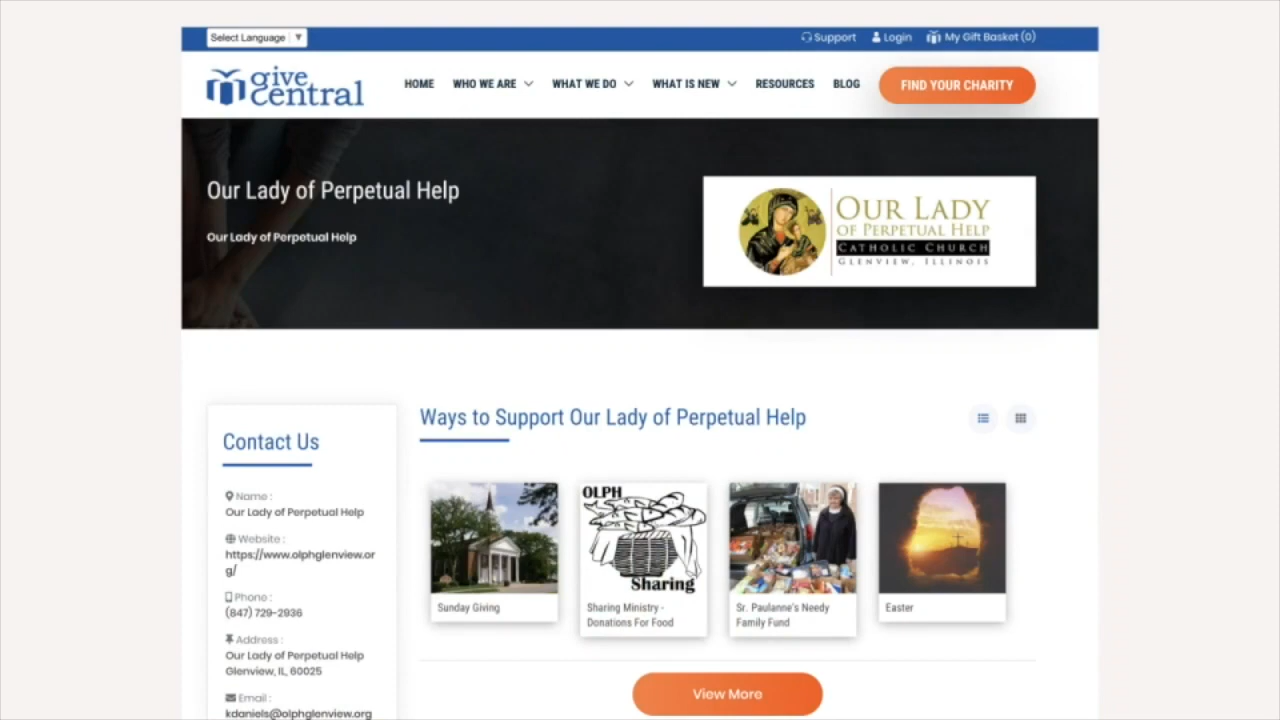 Select Language ▼
Support
Login
My Gift Basket (0)
give
central
HOME
WHO WE ARE
WHAT WE DO
WHAT IS NEW
RESOURCES
BLOG
FIND YOUR CHARITY
Our Lady of Perpetual Help
Our Lady of Perpetual Help
OUR LADY
OF PERPETUAL HELP
CATHOLIC CHURCH
GLENVIEW, ILLINOIS
Contact Us
Name :
Our Lady of Perpetual Help
Website :
https://www.olphglenview.or
g/
Phone :
(847) 729-2936
Address :
Our Lady of Perpetual Help
Glenview, IL, 60025
Email :
kdaniels@olphglenview.org
Ways to Support Our Lady of Perpetual Help
Sunday Giving
OLPH
Sharing
Sharing Ministry -
Donations For Food
Sr. Paulanne's Needy
Family Fund
Easter
View More